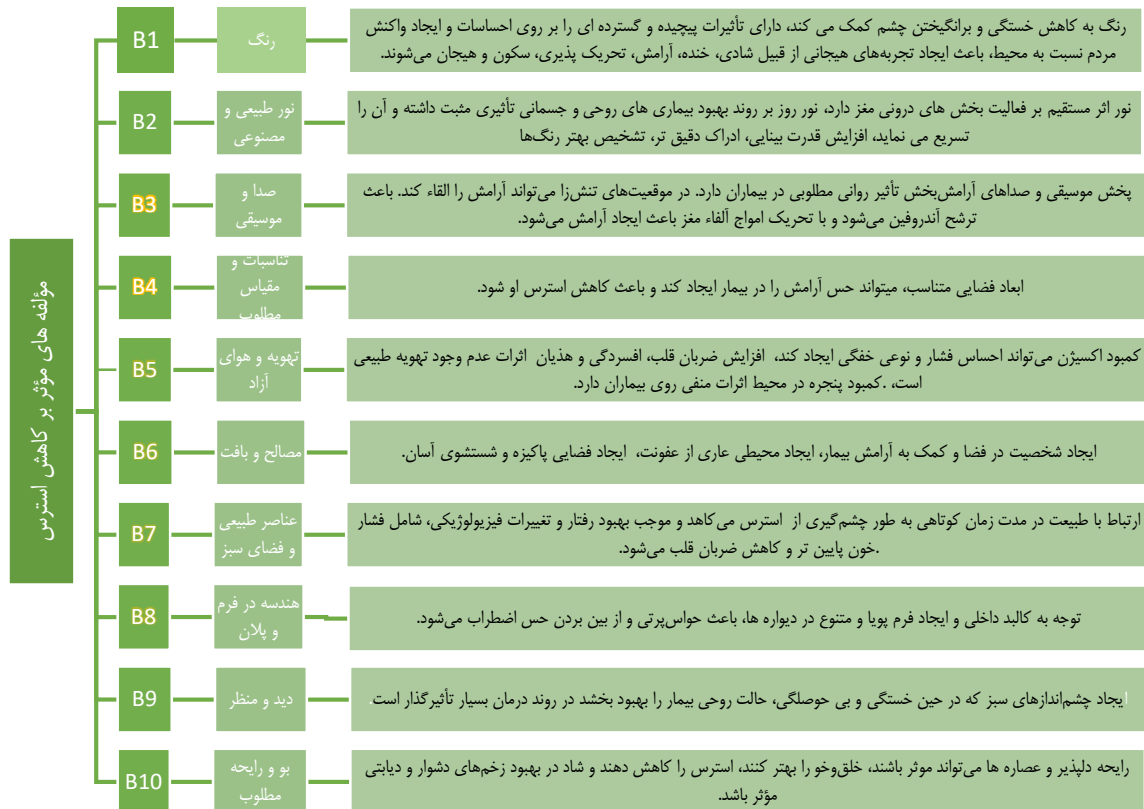 مؤلفه های مؤثر بر کاهش استرس
B1
رنگ
رنگ به کاهش خستگی و برانگیختن چشم کمک می کند، دارای تأثیرات پیچیده و گسترده ای را بر روی احساسات و ایجاد واکنش
مردم نسبت به محیط، باعث ایجاد تجربه‌های هیجانی از قبیل شادی، خنده، آرامش، تحریک پذیری، سکون و هیجان می‌شوند.
B2
نور طبیعی و
مصنوعی
نور اثر مستقیم بر فعالیت بخش های درونی مغز دارد، نور روز بر روند بهبود بیماری های روحی و جسمانی تأثیری مثبت داشته و آن را
تسریع می نماید، افزایش قدرت بینایی، ادراک دقیق تر، تشخیص بهتر رنگ‌ها
B3
صدا و
موسیقی
پخش موسیقی و صداهای آرامش‌بخش تأثیر روانی مطلوبی در بیماران دارد. در موقعیت‌های تنش‌زا می‌تواند آرامش را القاء کند. باعث
ترشح آندروفین می‌شود و با تحریک امواج آلفاء مغز باعث ایجاد آرامش می‌شود.
B4
تناسبات و
مقیاس
مطلوب
ابعاد فضایی متناسب، میتواند حس آرامش را در بیمار ایجاد کند و باعث کاهش استرس او شود.
B5
تهویه و هوای
آزاد
کمبود اکسیژن می‌تواند احساس فشار و نوعی خفگی ایجاد کند، افزایش ضربان قلب، افسردگی و هذیان اثرات عدم وجود تهویه طبیعی
است، .کمبود پنجره در محیط اثرات منفی روی بیماران دارد.
B6
مصالح و بافت
ایجاد شخصیت در فضا و کمک به آرامش بیمار، ایجاد محیطی عاری از عفونت، ایجاد فضایی پاکیزه و شستشوی آسان.
B7
عناصر طبیعی
و فضای سبز
ارتباط با طبیعت در مدت زمان کوتاهی به طور چشم‌گیری از استرس می‌کاهد و موجب بهبود رفتار و تغییرات فیزیولوژیکی، شامل فشار
خون پایین تر و کاهش ضربان قلب می‌شود.
B8
هندسه در فرم
و پلان
توجه به کالبد داخلی و ایجاد فرم پویا و متنوع در دیواره ها، باعث حواس‌پرتی و از بین بردن حس اضطراب می‌شود.
B9
دید و منظر
ایجاد چشم‌اندازهای سبز که در حین خستگی و بی حوصلگی، حالت روحی بیمار را بهبود بخشد در روند درمان بسیار تأثیرگذار است.
B10
بو و رایحه
مطلوب
رایحه دلپذیر و عصاره ها می‌تواند موثر باشند، خلق‌وخو را بهتر کنند، استرس را کاهش دهند و شاد در بهبود زخم‌های دشوار و دیابتی
مؤثر باشد.